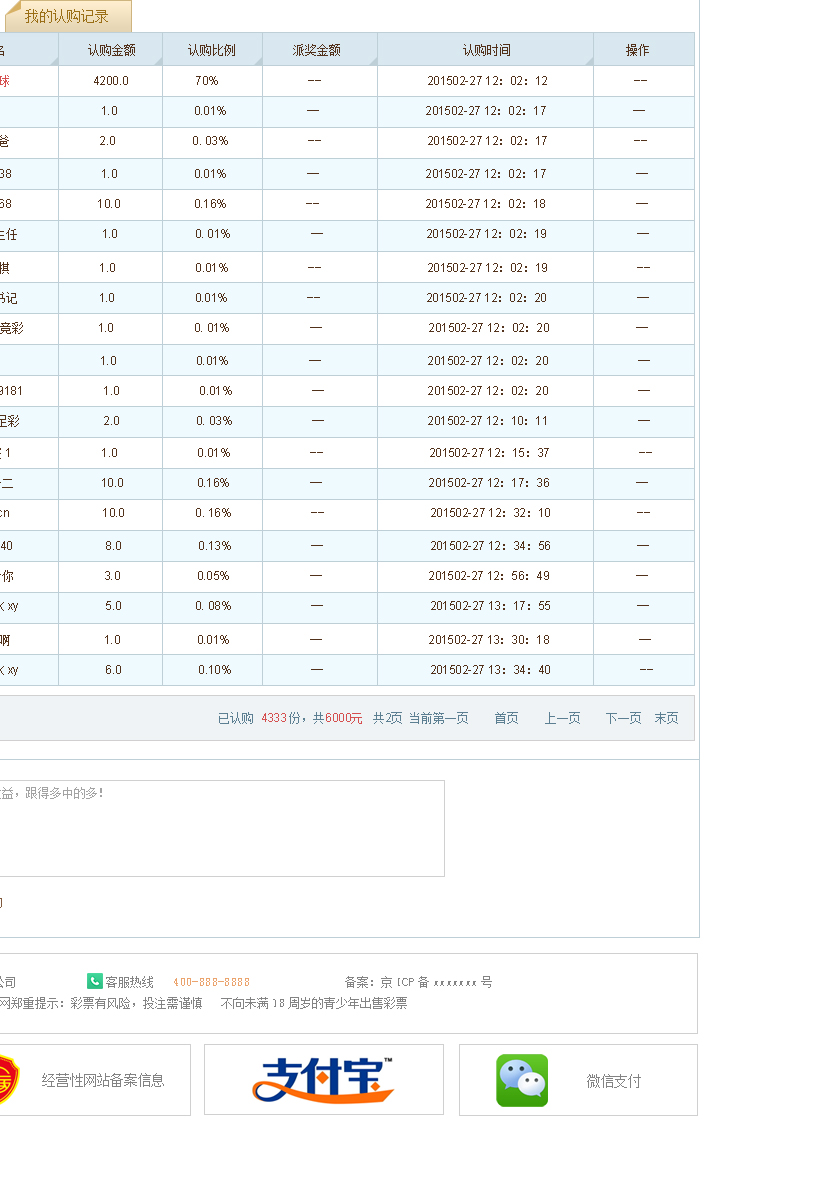 我的认购记录
名 认购金额 认购比例 派奖金额 认购时间 操作
球 4200.0 70% -- 201502-27 12：02：12 --
1.0 0.01% — 201502-27 12：02：17 —
爸 2.0 0.03% -- 201502-27 12：02：17 --
38 1.0 0.01% — 201502-27 12：02：17 —
68 10.0 0.16% -- 201502-27 12：02：18 —
主任 1.0 0.01% — 201502-27 12：02：19 —
棋 1.0 0.01% -- 201502-27 12：02：19 --
书记 1.0 0.01% -- 201502-27 12：02：20 —
竟彩 1.0 0.01% — 201502-27 12：02：20 —
1.0 0.01% — 201502-27 12：02：20 —
9181 1.0 0.01% — 201502-27 12：02：20 —
足彩 2.0 0.03% — 201502-27 12：10：11 —
1 1.0 0.01% -- 201502-27 12：15：37 --
二 10.0 0.16% — 201502-27 12：17：36 —
cn 10.0 0.16% -- 201502-27 12：32：10 --
40 8.0 0.13% — 201502-27 12：34：56 —
你 3.0 0.05% — 201502-27 12：56：49 —
xy 5.0 0.08% — 201502-27 13：17：55 —
啊 1.0 0.01% — 201502-27 13：30：18 —
xy 6.0 0.10% — 201502-27 13：34：40 --
已认购 4333份，共6000元 共2页 当前第一页 首页 上一页 下一页 末页
益，跟得多中的多！
公司 客服热线 400-888-8888 备案：京 ICP 备 xxxxxxx 号
网郑重提示：彩票有风险，投注需谨慎 不向未满 18 周岁的青少年出售彩票
经营性网站备案信息 支付宝™ 微信支付